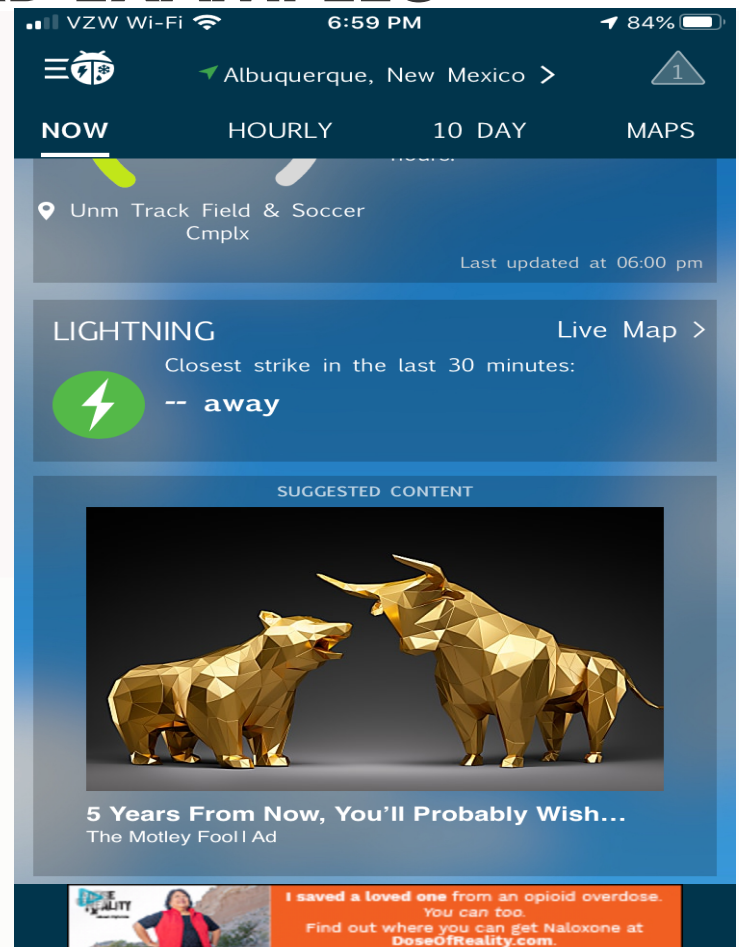 VZW Wi-Fi 6:59 PM 84%
Albuquerque, New Mexico > 1
NOW HOURLY 10 DAY MAPS
Unm Track Field & Soccer
Cmplx
Last updated at 06:00 pm
LIGHTNING Live Map >
Closest strike in the last 30 minutes:
-- away
SUGGESTED CONTENT
5 Years From Now, You'll Probably Wish...
The Motley Fool | Ad
I saved a loved one from an opioid overdose.
You can too.
Find out where you can get Naloxone at
DoseOfReality.com.